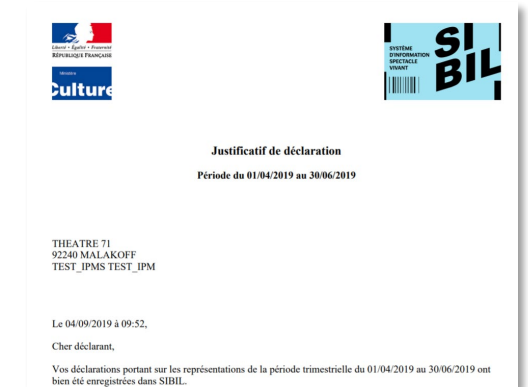 Liberté • Égalité • Fraternité
RÉPUBLIQUE FRANÇAISE
Ministère
Culture
SYSTÈME
D'INFORMATION
SPECTACLE
VIVANT
SI
BIL
Justificatif de déclaration
Période du 01/04/2019 au 30/06/2019
THEATRE 71
92240 MALAKOFF
TEST_IPMS TEST_IPM
Le 04/09/2019 à 09:52,
Cher déclarant,
Vos déclarations portant sur les représentations de la période trimestrielle du 01/04/2019 au 30/06/2019 ont
bien été enregistrées dans SIBIL.